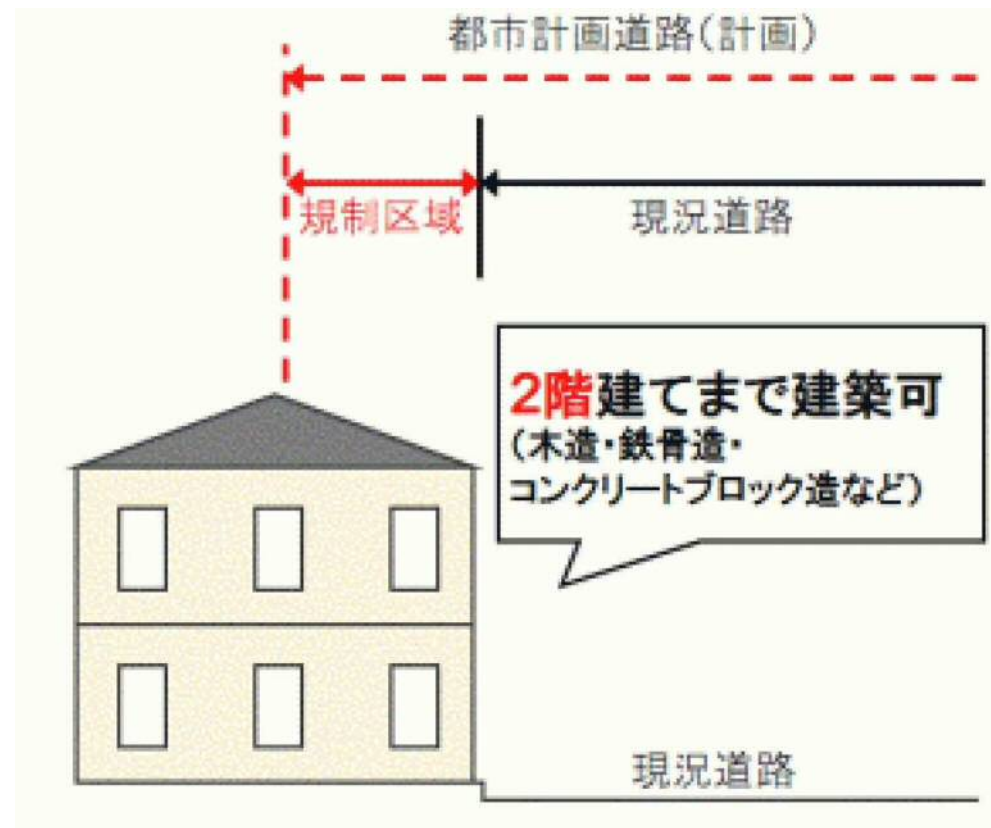 都市計画道路(計画)
規制区域
現況道路
2階建てまで建築可
(木造・鉄骨造・
コンクリートブロック造など)
現況道路